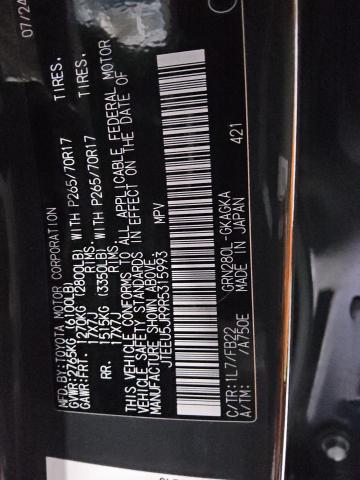 MFD.BY:TOYOTA MOTOR CORPORATION 07/24
GVWR:2765KG(6100LB)
GAWR:FRT. 1270KG (2800LB) WITH P265/70R17 TIRES,
17X7J RIMS.
RR. 1515KG (3350LB) WITH P265/70R17 TIRES,
17X7J RIMS.
THIS VEHICLE CONFORMS TO ALL APPLICABLE FEDERAL MOTOR
VEHICLE SAFETY STANDARDS IN EFFECT ON THE DATE OF
MANUFACTURE SHOWN ABOVE.
JTEEU5JR9R5315993 MPV
C/TR:1L7/FB22 GRN280L-GKAGKA
A/TM: /A750E MADE IN JAPAN
421